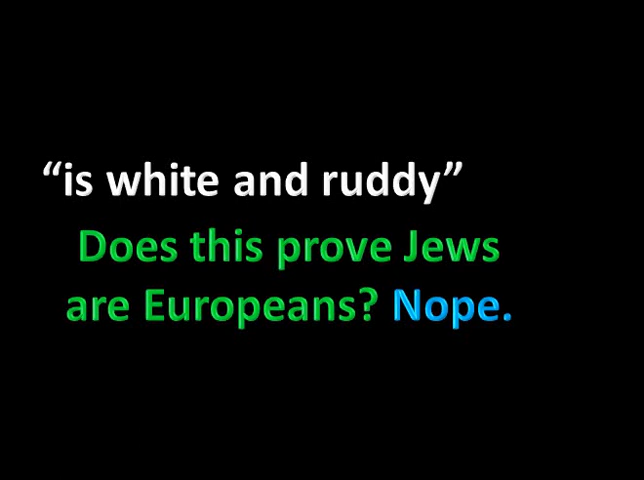 “is white and ruddy”
Does this prove Jews
are Europeans? Nope.